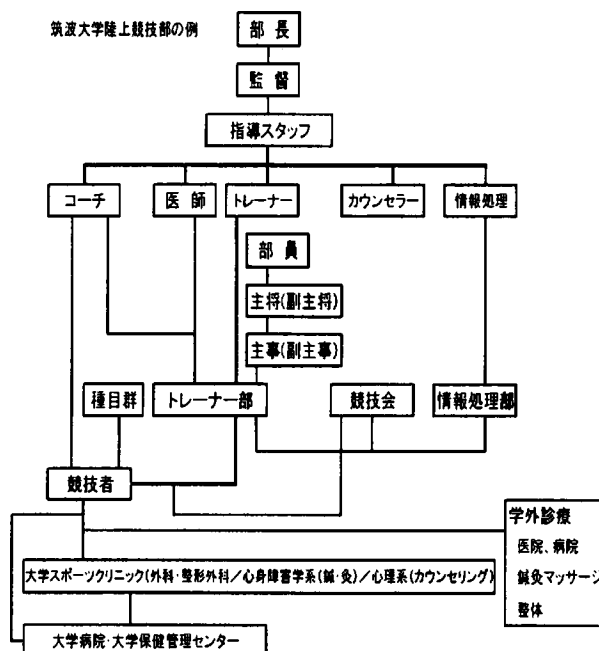 筑波大学陸上競技部の例
部長
監督
指導スタッフ
コーチ
医師
トレーナー
カウンセラー
情報処理
部員
主将(副主将)
主事(副主事)
種目群
トレーナー部
競技会
情報処理部
競技者
学外診療
医院、病院
鍼灸マッサージ
整体
大学スポーツクリニック(外科・整形外科/心身障害学系(鍼・灸)/心理系(カウンセリング)
大学病院・大学保健管理センター